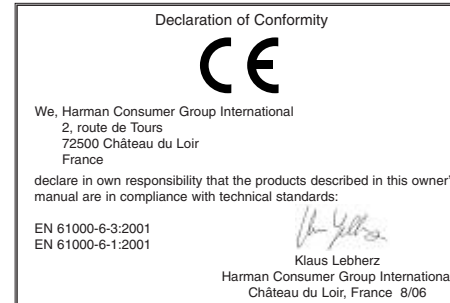 Declaration of Conformity
CE
We, Harman Consumer Group International
2, route de Tours
72500 Château du Loir
France
declare in own responsibility that the products described in this owner'
manual are in compliance with technical standards:
EN 61000-6-3:2001
EN 61000-6-1:2001
Klaus Lebherz
Harman Consumer Group Internationa
Château du Loir, France 8/06